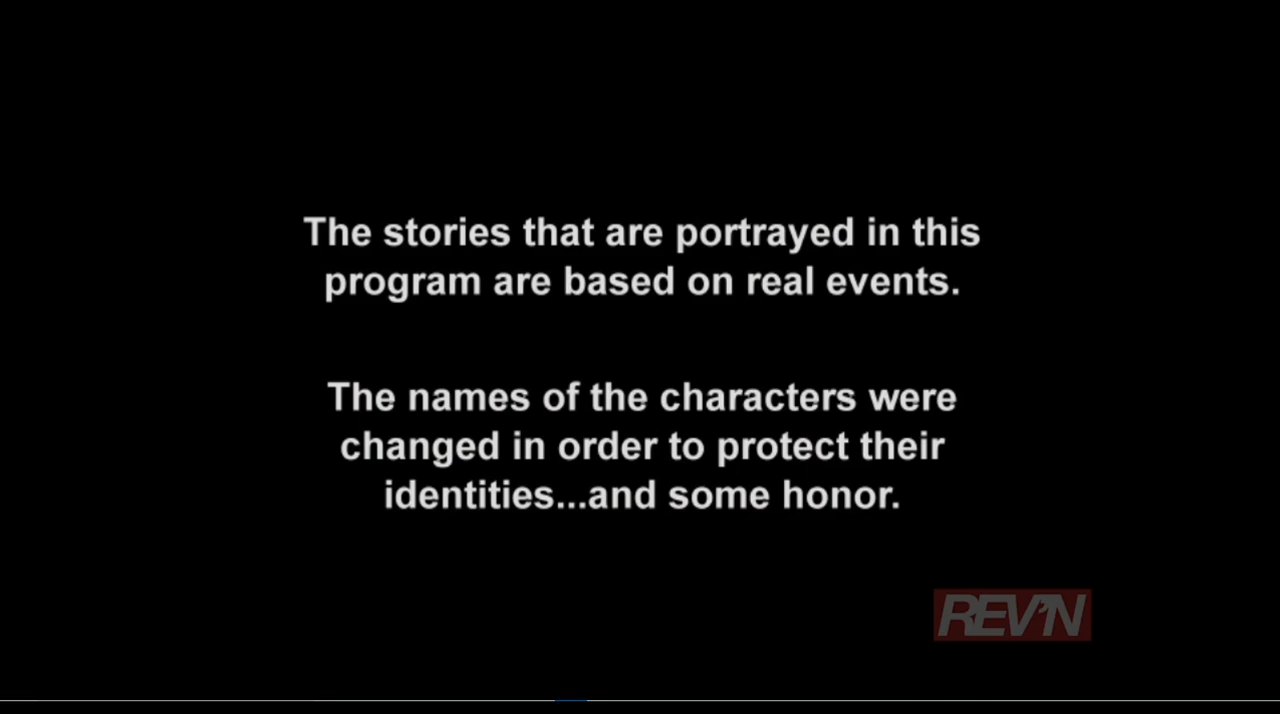 The stories that are portrayed in this
program are based on real events.
The names of the characters were
changed in order to protect their
identities...and some honor.
REV'N